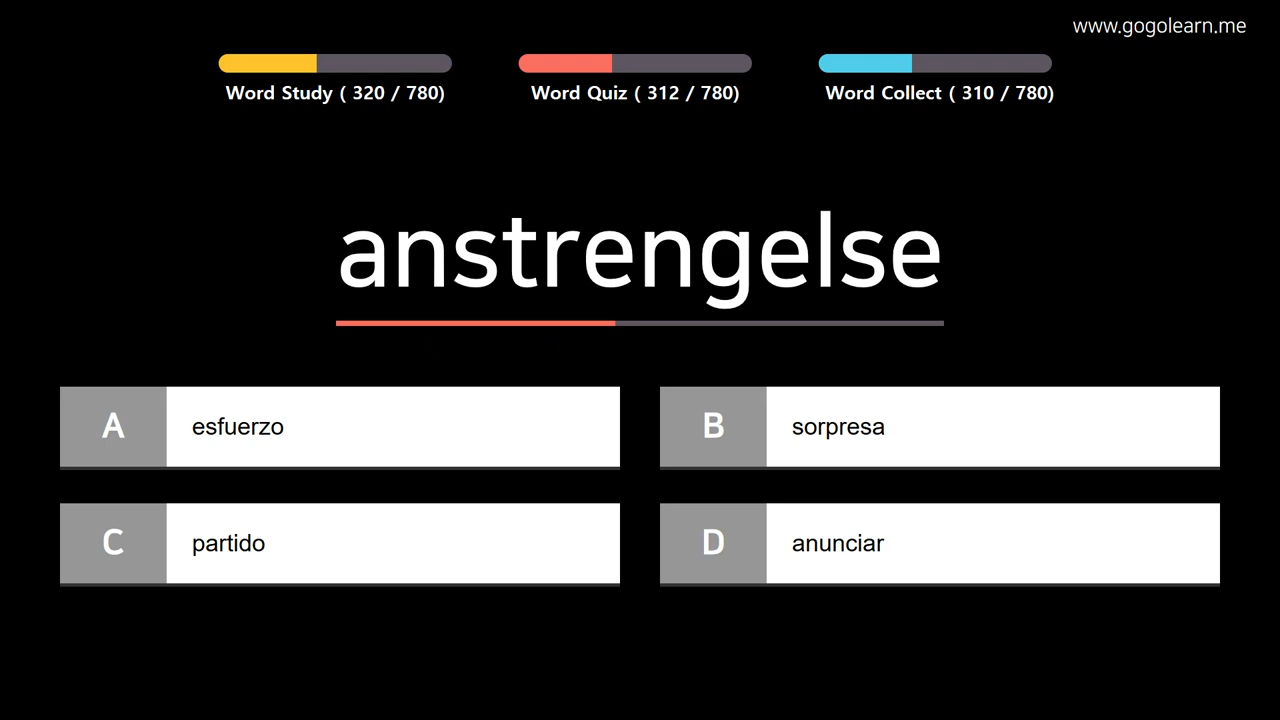 www.gogolearn.me
Word Study ( 320 / 780)
Word Quiz ( 312 / 780)
Word Collect ( 310 / 780)
anstrengelse
A esfuerzo
B sorpresa
C partido
D anunciar